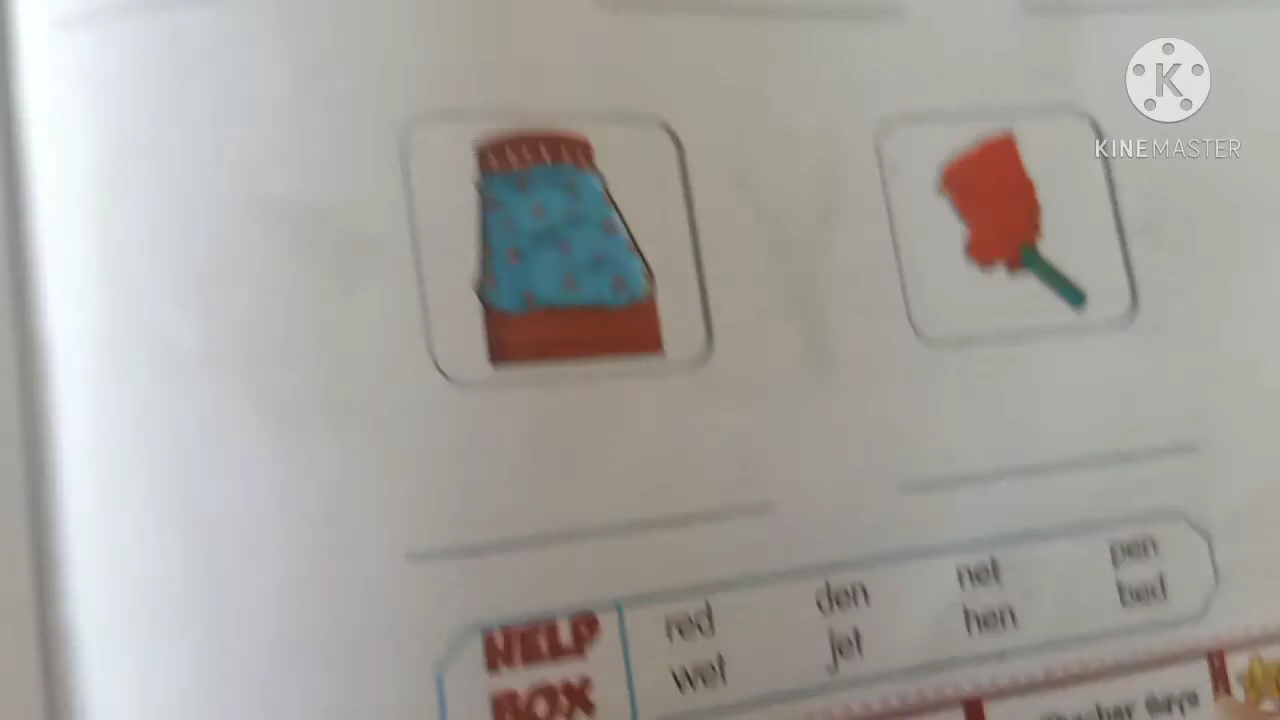 K
KINEMASTER
HELP BOX
red den net pen
wet jet hen bed